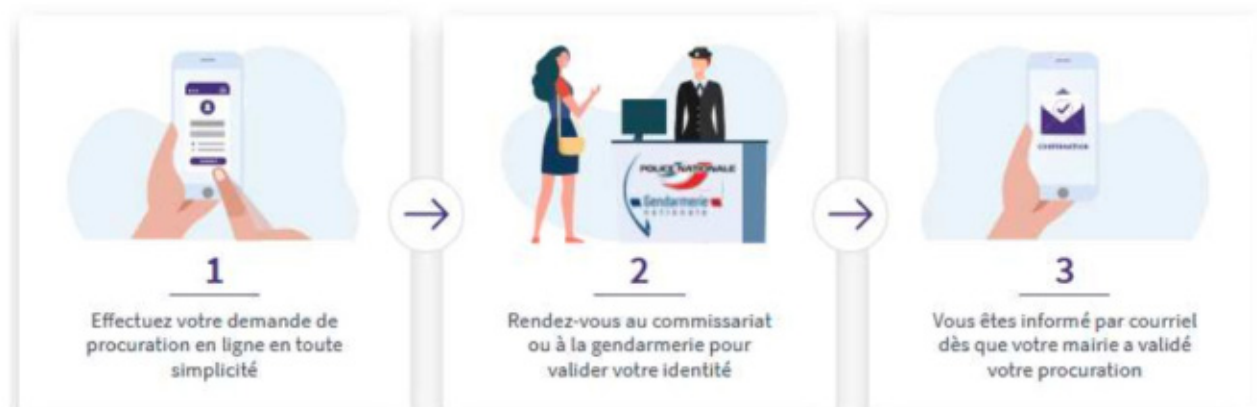 POLICE NATIONALE
Gendarmerie
nationale
CONFIRMATION
1
Effectuez votre demande de
procuration en ligne en toute
simplicité
2
Rendez-vous au commissariat
ou à la gendarmerie pour
valider votre identité
3
Vous êtes informé par courriel
dès que votre mairie a validé
votre procuration